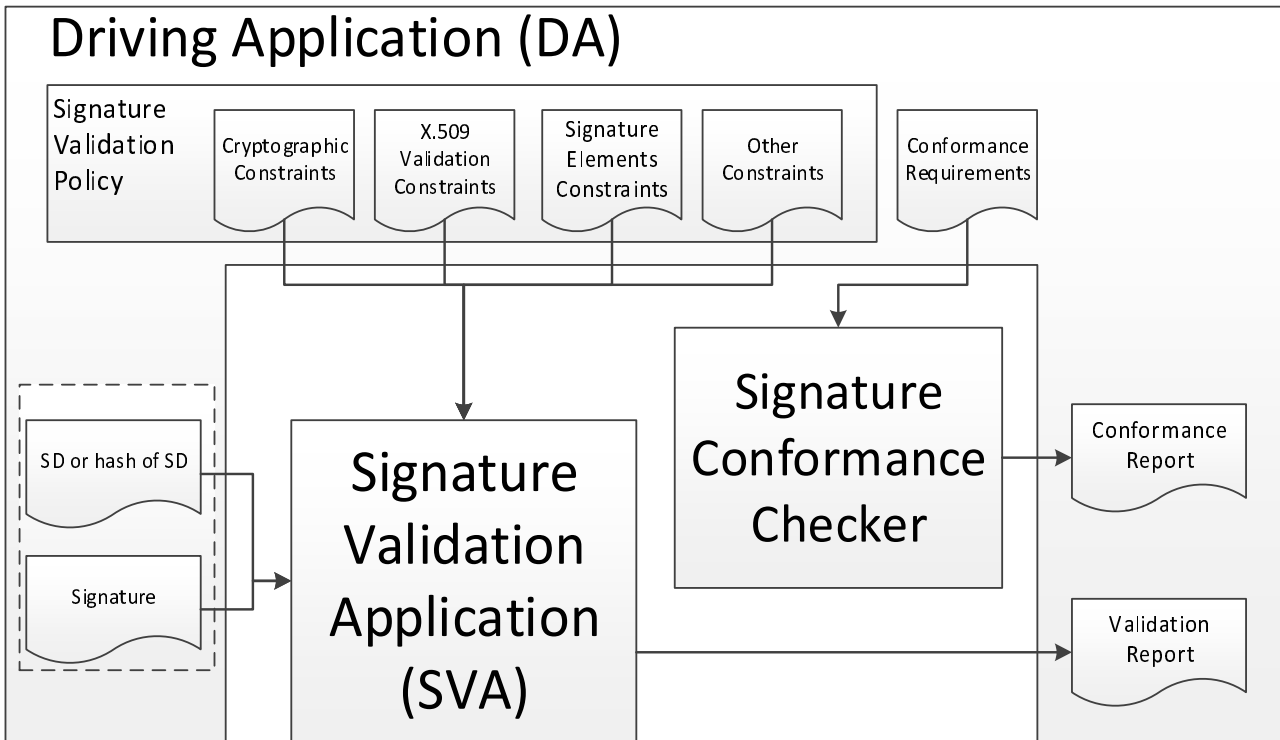 Driving Application (DA)
Signature
Validation
Policy
Cryptographic
Constraints
X.509
Validation
Constraints
Signature
Elements
Constraints
Other
Constraints
Conformance
Requirements
SD or hash of SD
Signature
Signature
Validation
Application
(SVA)
Signature
Conformance
Checker
Conformance
Report
Validation
Report